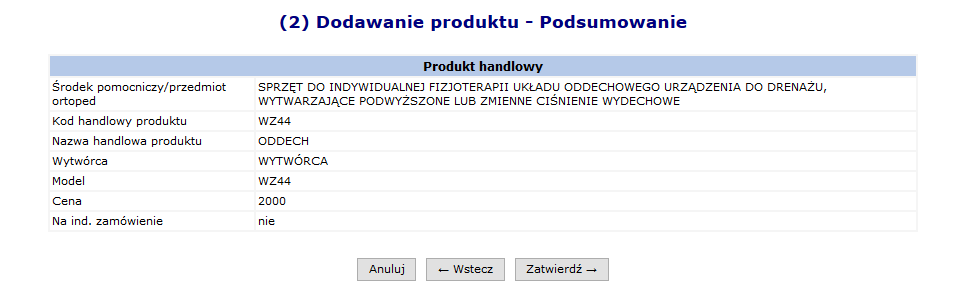 (2) Dodawanie produktu - Podsumowanie
Produkt handlowy
Środek pomocniczy/przedmiot ortoped
SPRZĘT DO INDYWIDUALNEJ FIZJOTERAPII UKŁADU ODDECHOWEGO URZĄDZENIA DO DRENAŻU,
WYTWARZAJĄCE PODWYŻSZONE LUB ZMIENNE CIŚNIENIE WYDECHOWE
Kod handlowy produktu WZ44
Nazwa handlowa produktu ODDECH
Wytwórca WYTWÓRCA
Model WZ44
Cena 2000
Na ind. zamówienie nie
Anuluj ← Wstecz Zatwierdź →